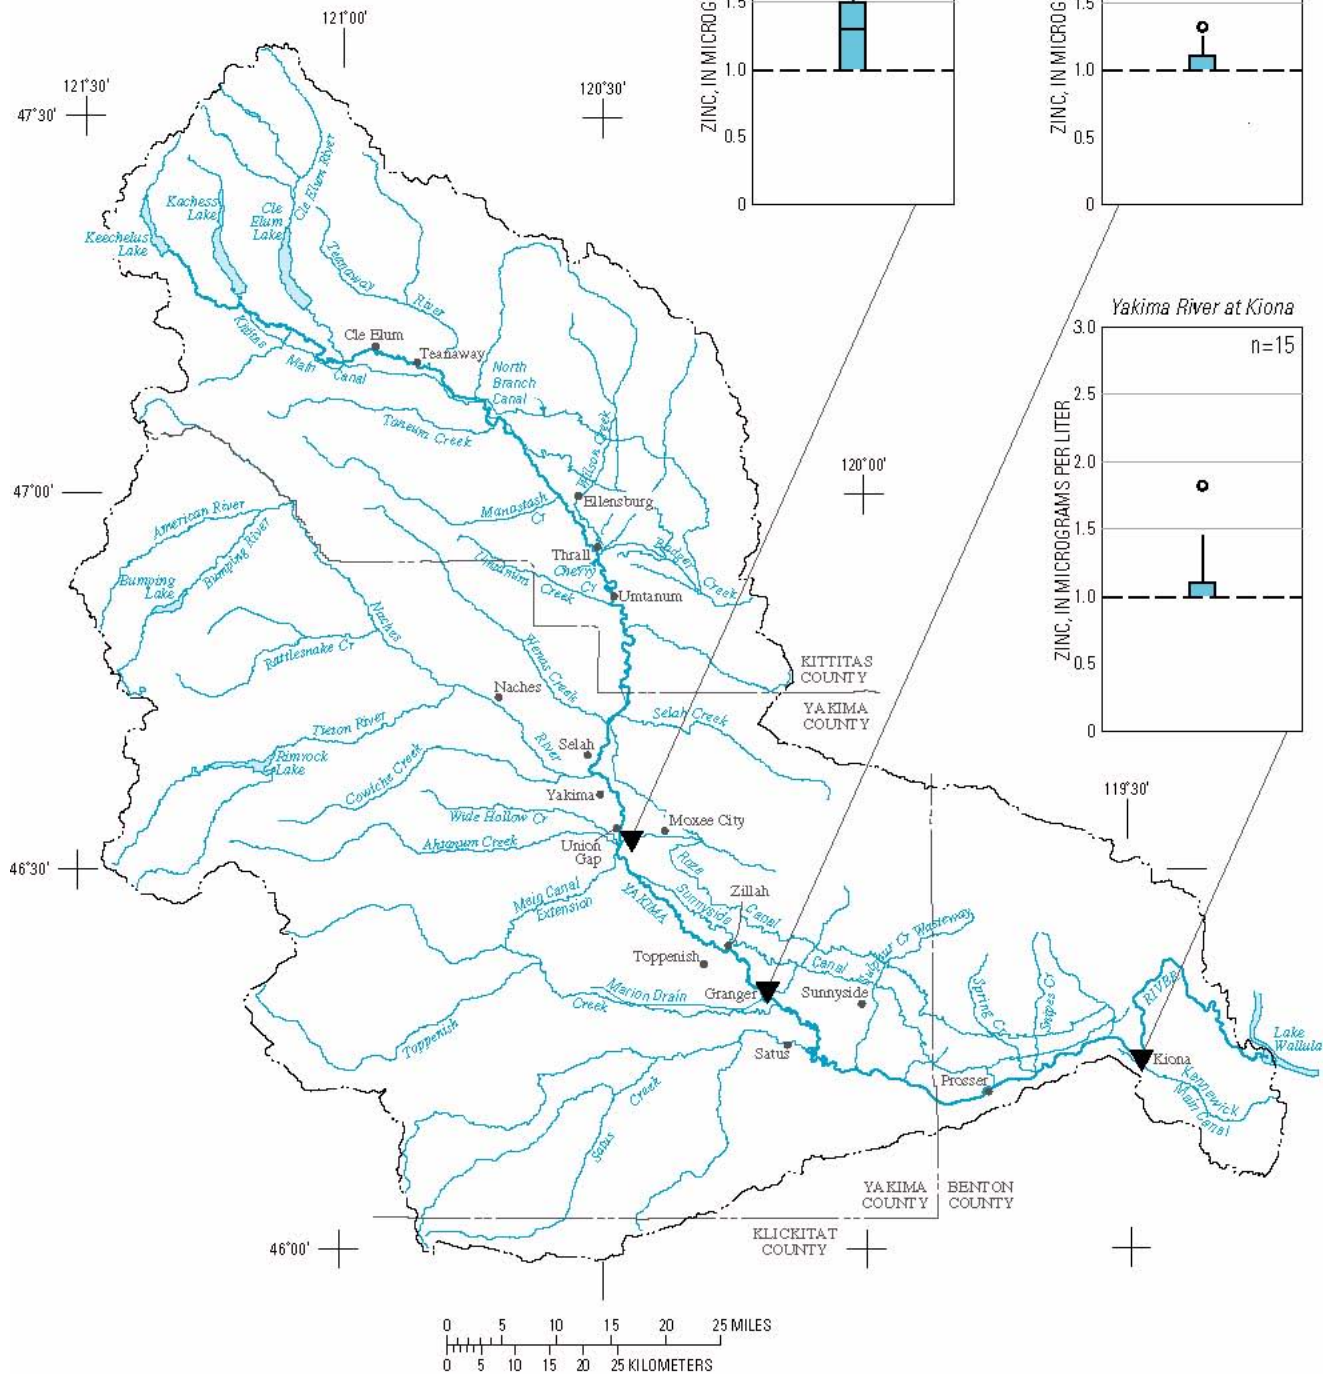 121°00'
121°30'
47°30'
120°30'
ZINC, IN MICROG
1.5
1.0
0.5
0
ZINC, IN MICROG
1.5
1.0
0.5
0
Kachess
Lake
Cle
Elum
Lake
Cle Elum River
Keechelus
Lake
Teanaway
River
Kittitas
Main
Canal
Cle Elum
Teanaway
North
Branch
Canal
Taneum Creek
Wilson Creek
Yakima River at Kiona
n=15
ZINC, IN MICROGRAMS PER LITER
3.0
2.5
2.0
1.5
1.0
0.5
0
120°00'
47°00'
Ellensburg
Manastash
Cr
American River
Bumping River
Bumping
Lake
Thrall
Cherry
Cr
Badger
Creek
Umtanum
Creek
Umtanum
Naches
Rattlesnake Cr
Wenas Creek
KITTITAS
COUNTY
YAKIMA
COUNTY
Naches
Selah Creek
Tieton River
Rimrock
Lake
River
Selah
Cowiche Creek
Yakima
119°30'
Wide Hollow Cr
Moxee City
Ahtanum Creek
Union
Gap
46°30'
Roza
Canal
Main Canal
Extension
YAKIMA
Sunnyside
Canal
Zillah
Sulphur Cr Wasteway
Toppenish
Marion Drain
Granger
Sunnyside
Creek
Toppenish
Spring Cr
Snipes Cr
RIVER
Lake
Wallula
Satus
Kiona
Prosser
Kennewick
Main Canal
Creek
Satus
YAKIMA
COUNTY
BENTON
COUNTY
KLICKITAT
COUNTY
46°00'
0 5 10 15 20 25 MILES
0 5 10 15 20 25 KILOMETERS